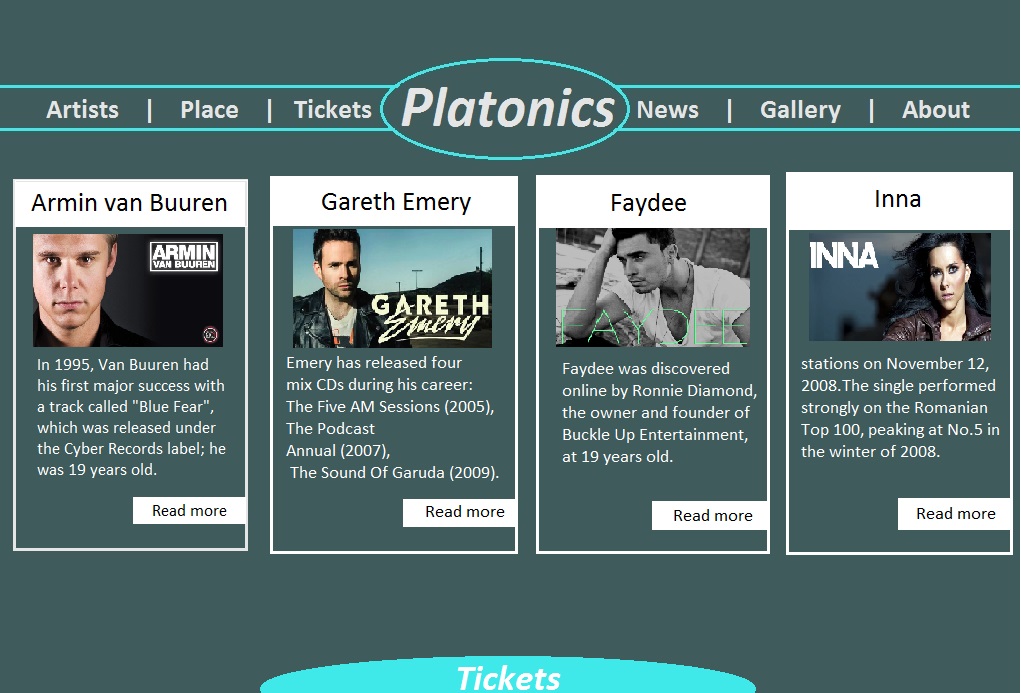 Platonics
Artists | Place | Tickets News | Gallery | About
Armin van Buuren
ARMIN
VAN BUUREN
In 1995, Van Buuren had
his first major success with
a track called "Blue Fear",
which was released under
the Cyber Records label; he
was 19 years old.
Read more
Gareth Emery
GARETH
Emery
Emery has released four
mix CDs during his career:
The Five AM Sessions (2005),
The Podcast
Annual (2007),
The Sound Of Garuda (2009).
Read more
Faydee
FAYDEE
Faydee was discovered
online by Ronnie Diamond,
the owner and founder of
Buckle Up Entertainment,
at 19 years old.
Read more
Inna
INNA
stations on November 12,
2008.The single performed
strongly on the Romanian
Top 100, peaking at No.5 in
the winter of 2008.
Read more
Tickets